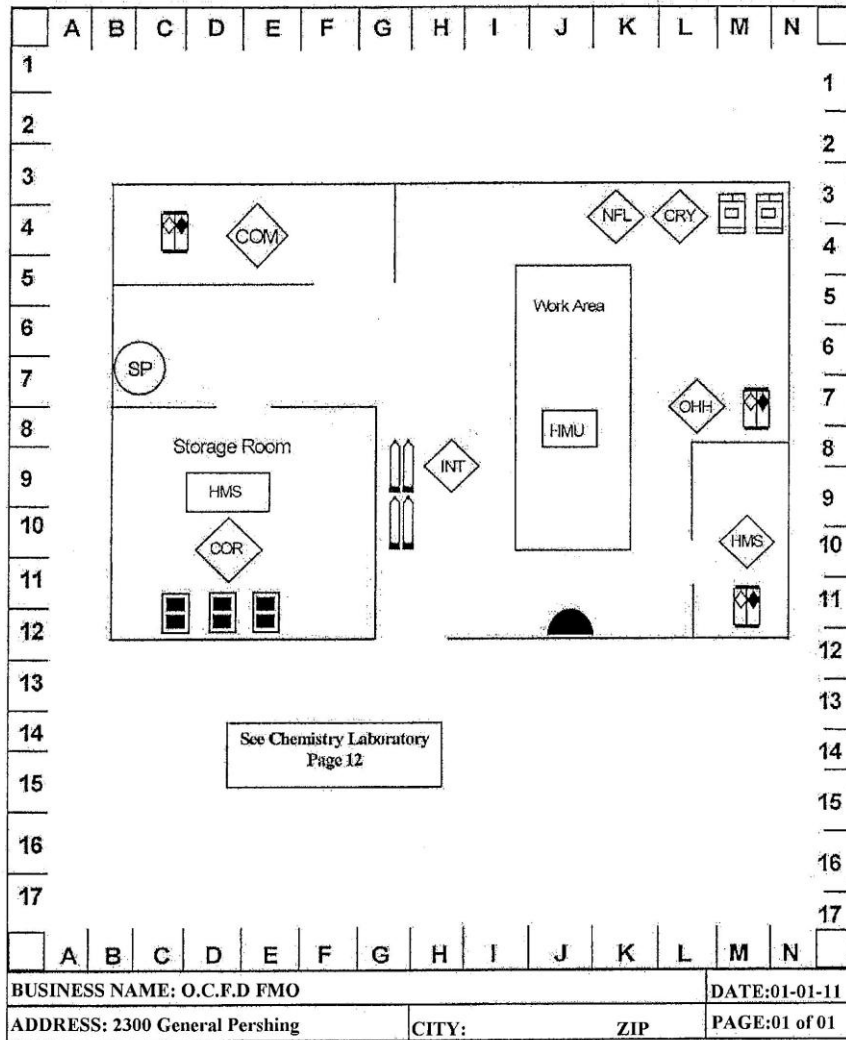 A B C D E F G H I J K L M N
1 1
2 2
3 3
4 4
5 5
6 6
7 7
8 8
9 9
10 10
11 11
12 12
13 13
14 14
15 15
16 16
17 17
COM
NFL CRY
Work Area
SP
OHH
HMU
Storage Room
INT
HMS
COR
HMS
See Chemistry Laboratory
Page 12
A B C D E F G H I J K L M N
BUSINESS NAME: O.C.F.D FMO DATE:01-01-11
ADDRESS: 2300 General Pershing CITY: ZIP PAGE:01 of 01